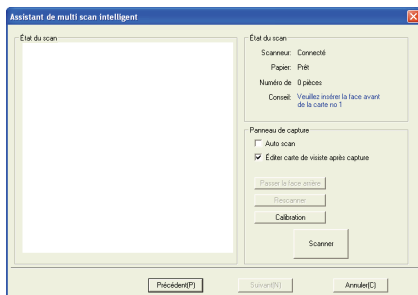 Assistant de multi scan intelligent
État du scan
État du scan
Scanneur: Connecté
Papier: Prêt
Numéro de 0 pièces
Conseil: Veuillez insérer la face avant
de la carte no 1
Panneau de capture
Auto scan
Éditer carte de visiste après capture
Passer la face arrière
Rescanner
Calibration
Scanner
Précédent(P)
Suivant(N)
Annuler(C)